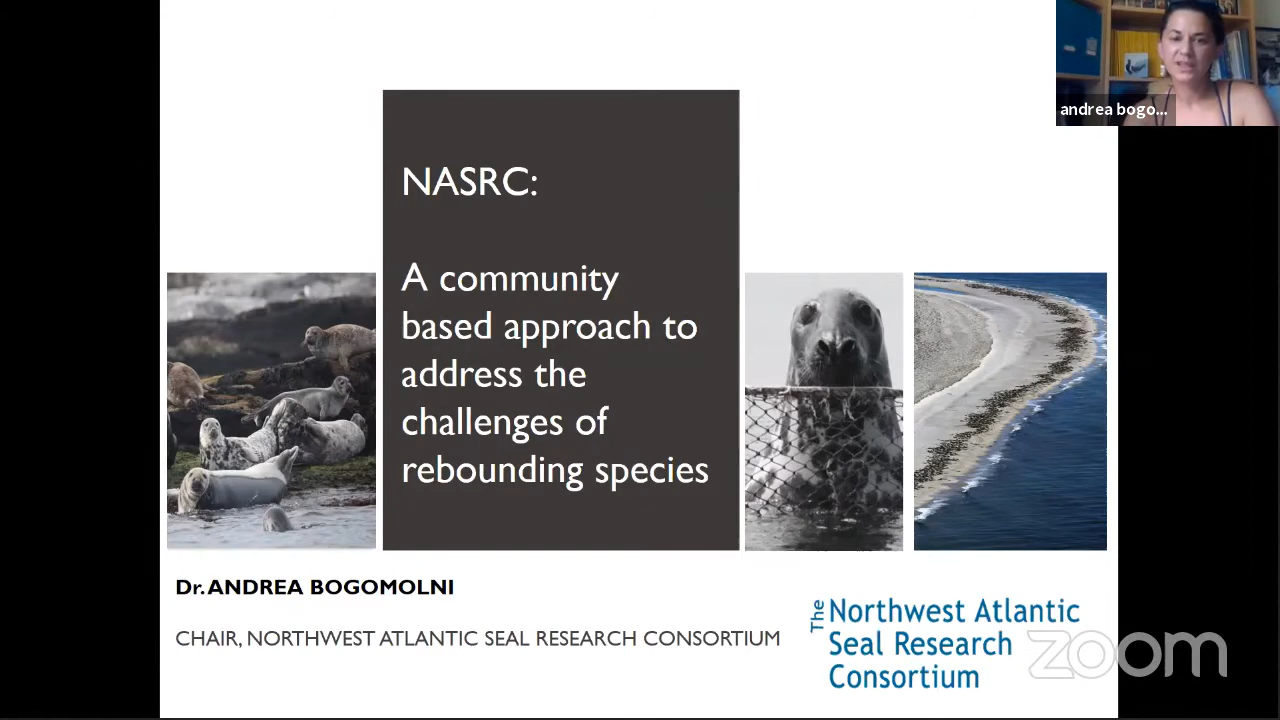 andrea bogo...
NASRC:
A community
based approach to
address the
challenges of
rebounding species
Dr. ANDREA BOGOMOLNI
CHAIR, NORTHWEST ATLANTIC SEAL RESEARCH CONSORTIUM
The Northwest Atlantic
Seal Research
Consortium
zoom